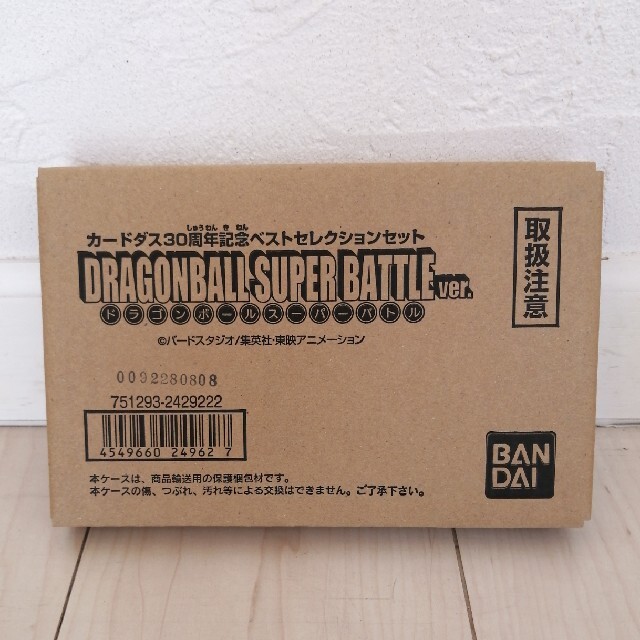 しゅうねん き ねん
カードダス30周年記念ベストセレクションセット
DRAGONBALL SUPER BATTLE ver.
ドラゴンボールスーパーバトル
©バードスタジオ/集英社・東映アニメーション
取扱注意
0092280808
751293-2429222
4549660 24962 7
BAN
DAI
本ケースは、商品輸送用の保護梱包材です。
本ケースの傷、つぶれ、汚れ等による交換はできません。ご了承下さい。